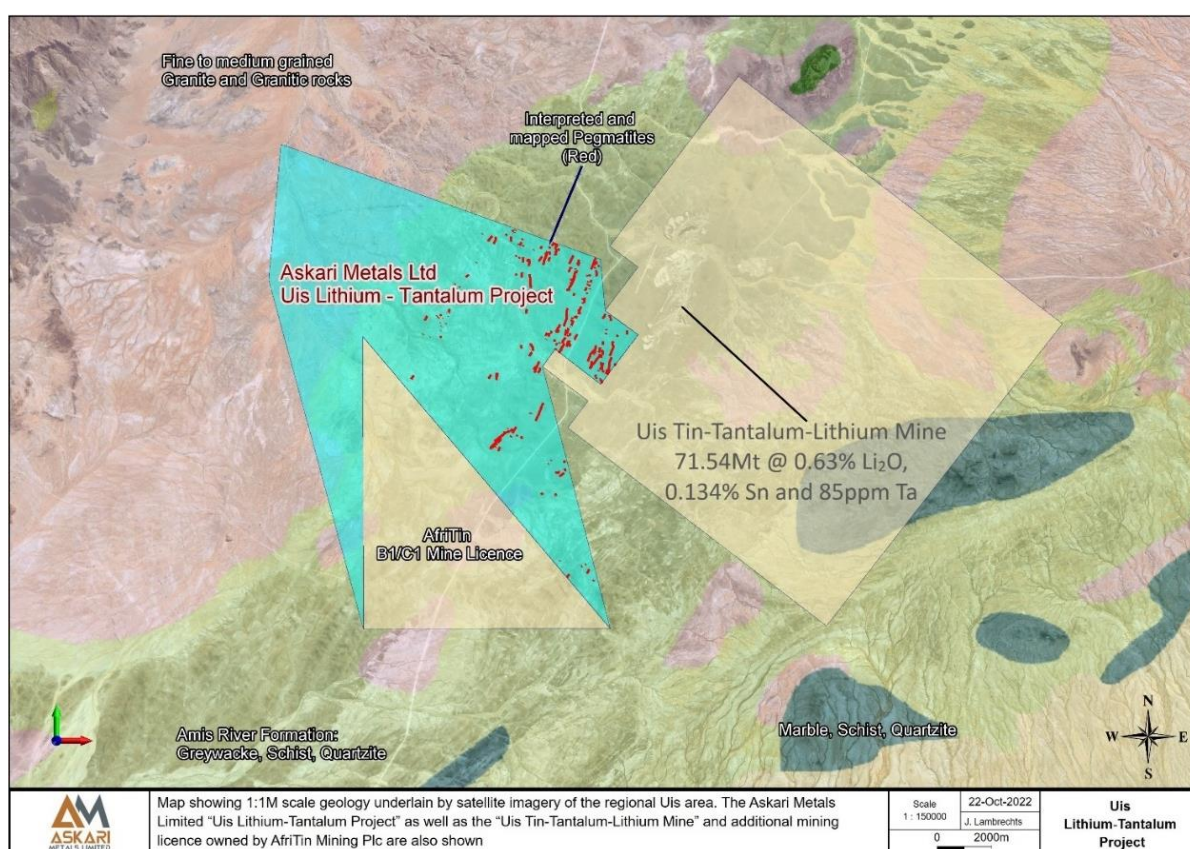 Fine to medium grained
Granite and Granitic rocks
Interpreted and
mapped Pegmatites
(Red)
Askari Metals Ltd
Uis Lithium - Tantalum Project
Uis Tin-Tantalum-Lithium Mine
71.54Mt @ 0.63% Li₂O,
0.134% Sn and 85ppm Ta
AfriTin
B1/C1 Mine Licence
Amis River Formation:
Greywacke, Schist, Quartzite
Marble, Schist, Quartzite
N
W
E
S
AM
ASKARI
METALS LIMITED
Map showing 1:1M scale geology underlain by satellite imagery of the regional Uis area. The Askari Metals
Limited “Uis Lithium-Tantalum Project” as well as the “Uis Tin-Tantalum-Lithium Mine” and additional mining
licence owned by AfriTin Mining Plc are also shown
Scale
1 : 150000
22-Oct-2022
J. Lambrechts
0 2000m
Uis
Lithium-Tantalum
Project